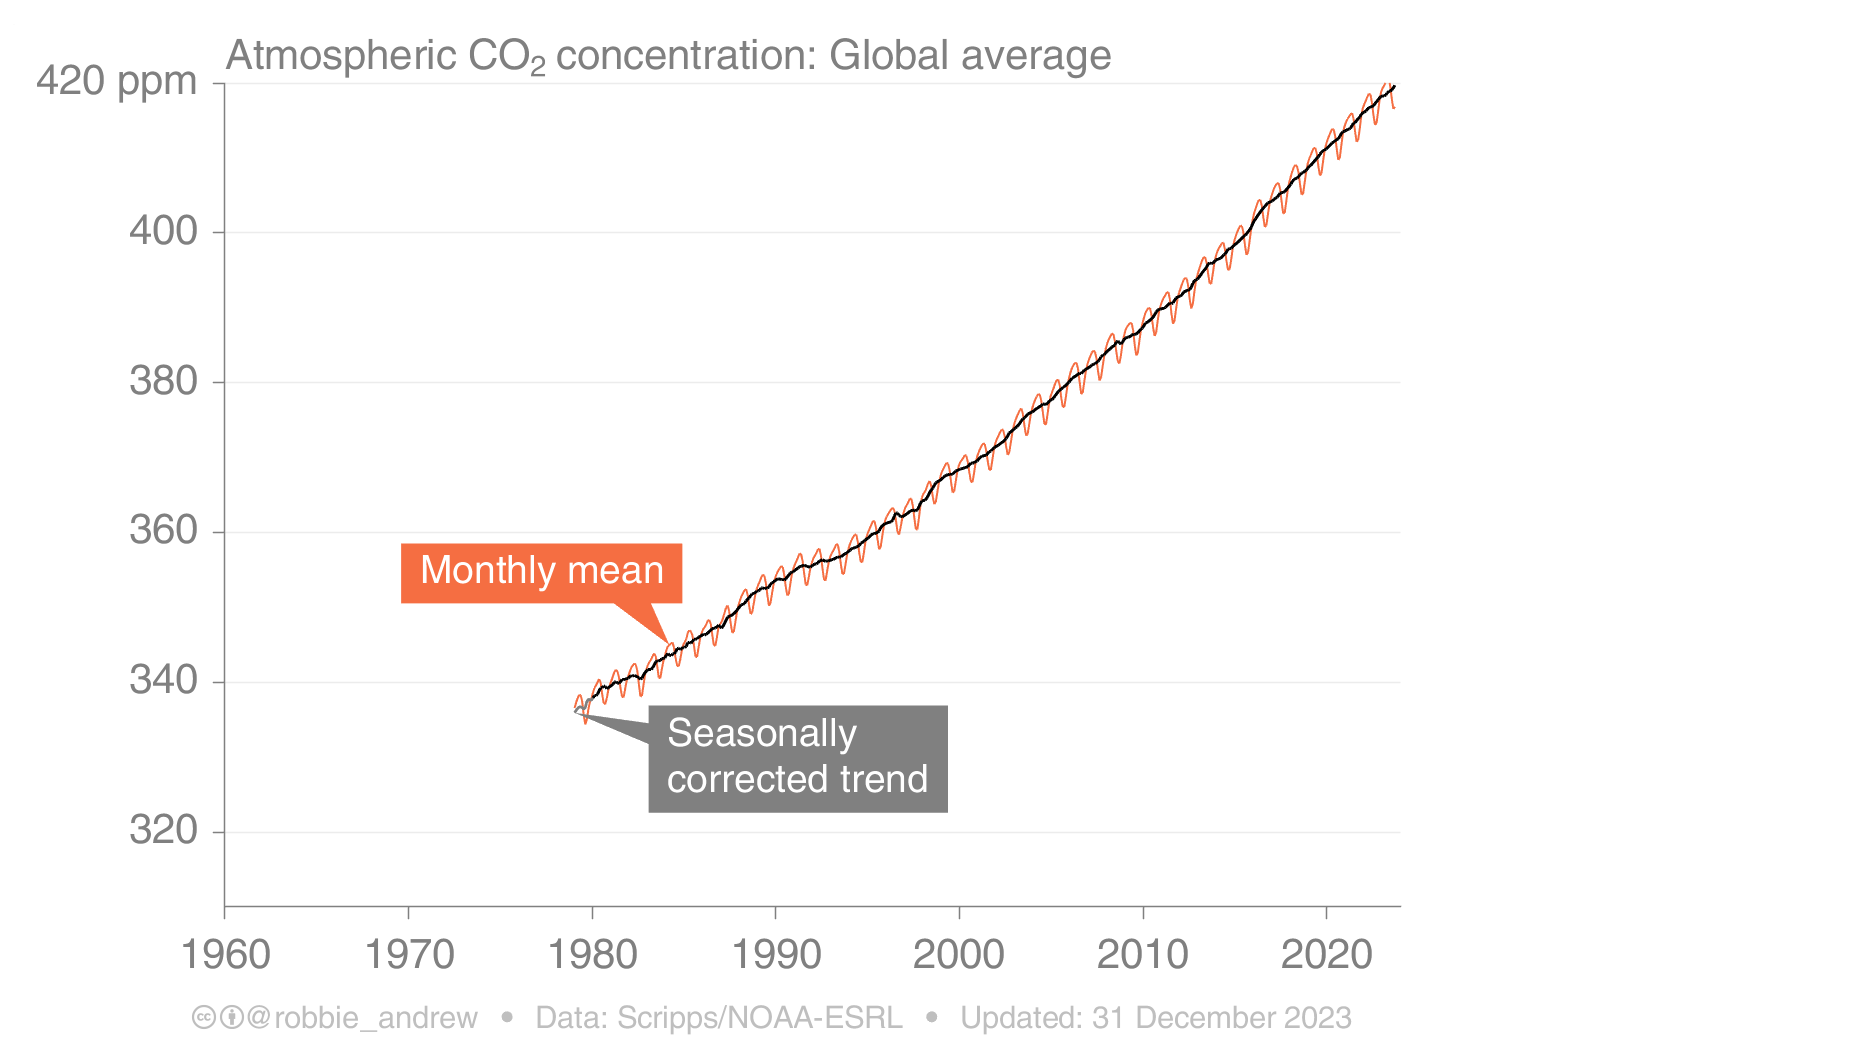 Atmospheric CO₂ concentration: Global average
420 ppm
400
380
360
Monthly mean
340
Seasonally
corrected trend
320
1960 1970 1980 1990 2000 2010 2020
cc @robbie_andrew • Data: Scripps/NOAA-ESRL • Updated: 31 December 2023